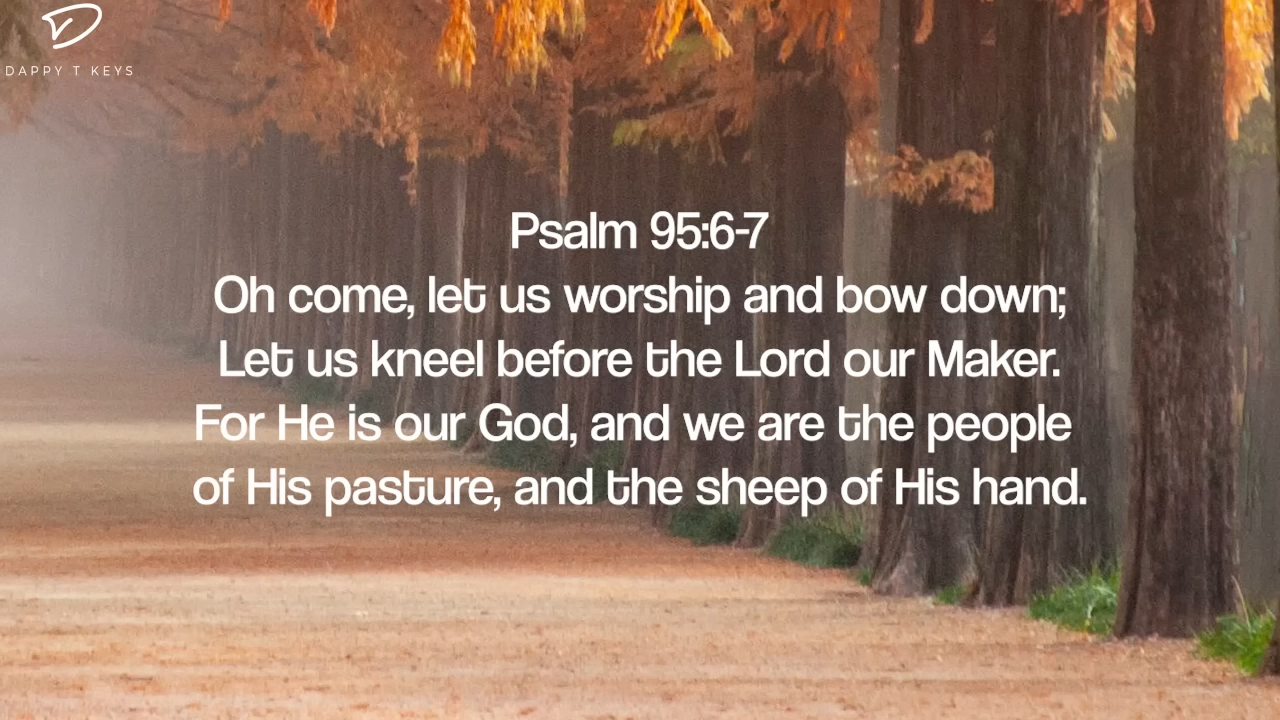 DAPPY T KEYS
Psalm 95:6-7
Oh come, let us worship and bow down;
Let us kneel before the Lord our Maker.
For He is our God, and we are the people
of His pasture, and the sheep of His hand.